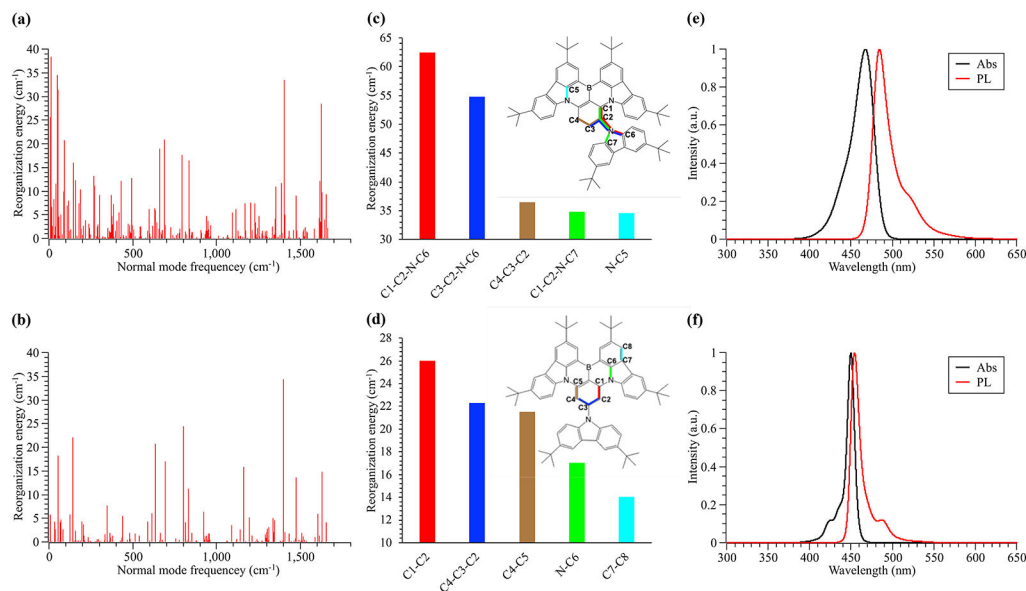 (a)
40
35
30
25
20
15
10
5
0
Reorganization energy (cm⁻¹)
0 500 1,000 1,500
Normal mode frequencey (cm⁻¹)
(b)
40
35
30
25
20
15
10
5
0
Reorganization energy (cm⁻¹)
0 500 1,000 1,500
Normal mode frequencey (cm⁻¹)
(c)
65
60
55
50
45
40
35
30
Reorganization energy (cm⁻¹)
C1-C2-N-C6
C3-C2-N-C6
C4-C3-C2
C1-C2-N-C7
N-C5
C5
B
N
N
C1
C2
C4
C3
N
C6
C7
(d)
28
26
24
22
20
18
16
14
12
10
Reorganization energy (cm⁻¹)
C1-C2
C4-C3-C2
C4-C5
N-C6
C7-C8
C8
C7
B
C6
N
C5
C1
N
C4
C2
C3
N
(e)
1
0.8
0.6
0.4
0.2
0
Intensity (a.u.)
Abs
PL
300 350 400 450 500 550 600 650
Wavelength (nm)
(f)
1
0.8
0.6
0.4
0.2
0
Intensity (a.u.)
Abs
PL
300 350 400 450 500 550 600 650
Wavelength (nm)